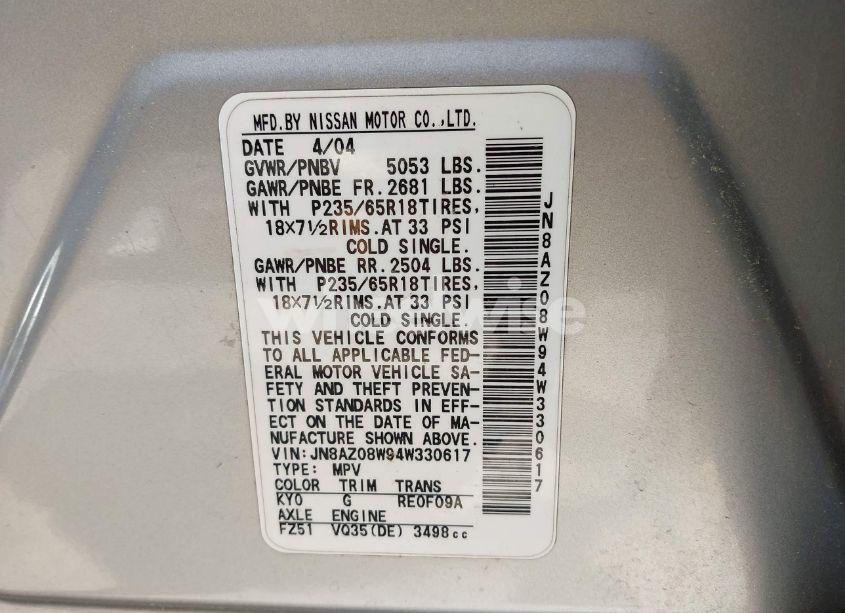 MFD.BY NISSAN MOTOR CO.,LTD.
DATE 4/04
GVWR/PNBV 5053 LBS.
GAWR/PNBE FR.2681 LBS.
WITH P235/65R18TIRES,
18X7½RIMS.AT 33 PSI
COLD SINGLE.
GAWR/PNBE RR.2504 LBS.
WITH P235/65R18TIRES,
18X7½RIMS.AT 33 PSI
COLD SINGLE.
THIS VEHICLE CONFORMS
TO ALL APPLICABLE FED-
ERAL MOTOR VEHICLE SA-
FETY AND THEFT PREVEN-
TION STANDARDS IN EFF-
ECT ON THE DATE OF MA-
NUFACTURE SHOWN ABOVE.
VIN:JN8AZ08W94W330617
TYPE: MPV
COLOR TRIM TRANS
KY0 G RE0F09A
AXLE ENGINE
FZ51 VQ35(DE) 3498cc
JN8AZ08W94W330617